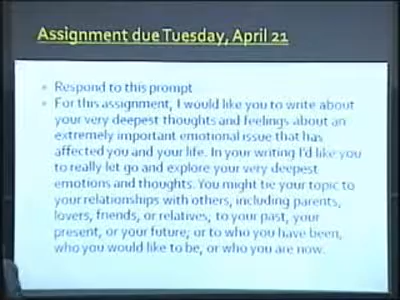 Assignment due Tuesday, April 21
Respond to this prompt
For this assignment, I would like you to write about
your very deepest thoughts and feelings about an
extremely important emotional issue that has
affected you and your life. In your writing I'd like you
to really let go and explore your very deepest
emotions and thoughts. You might tie your topic to
your relationships with others, including parents,
lovers, friends, or relatives; to your past, your
present, or your future; or to who you have been,
who you would like to be, or who you are now.